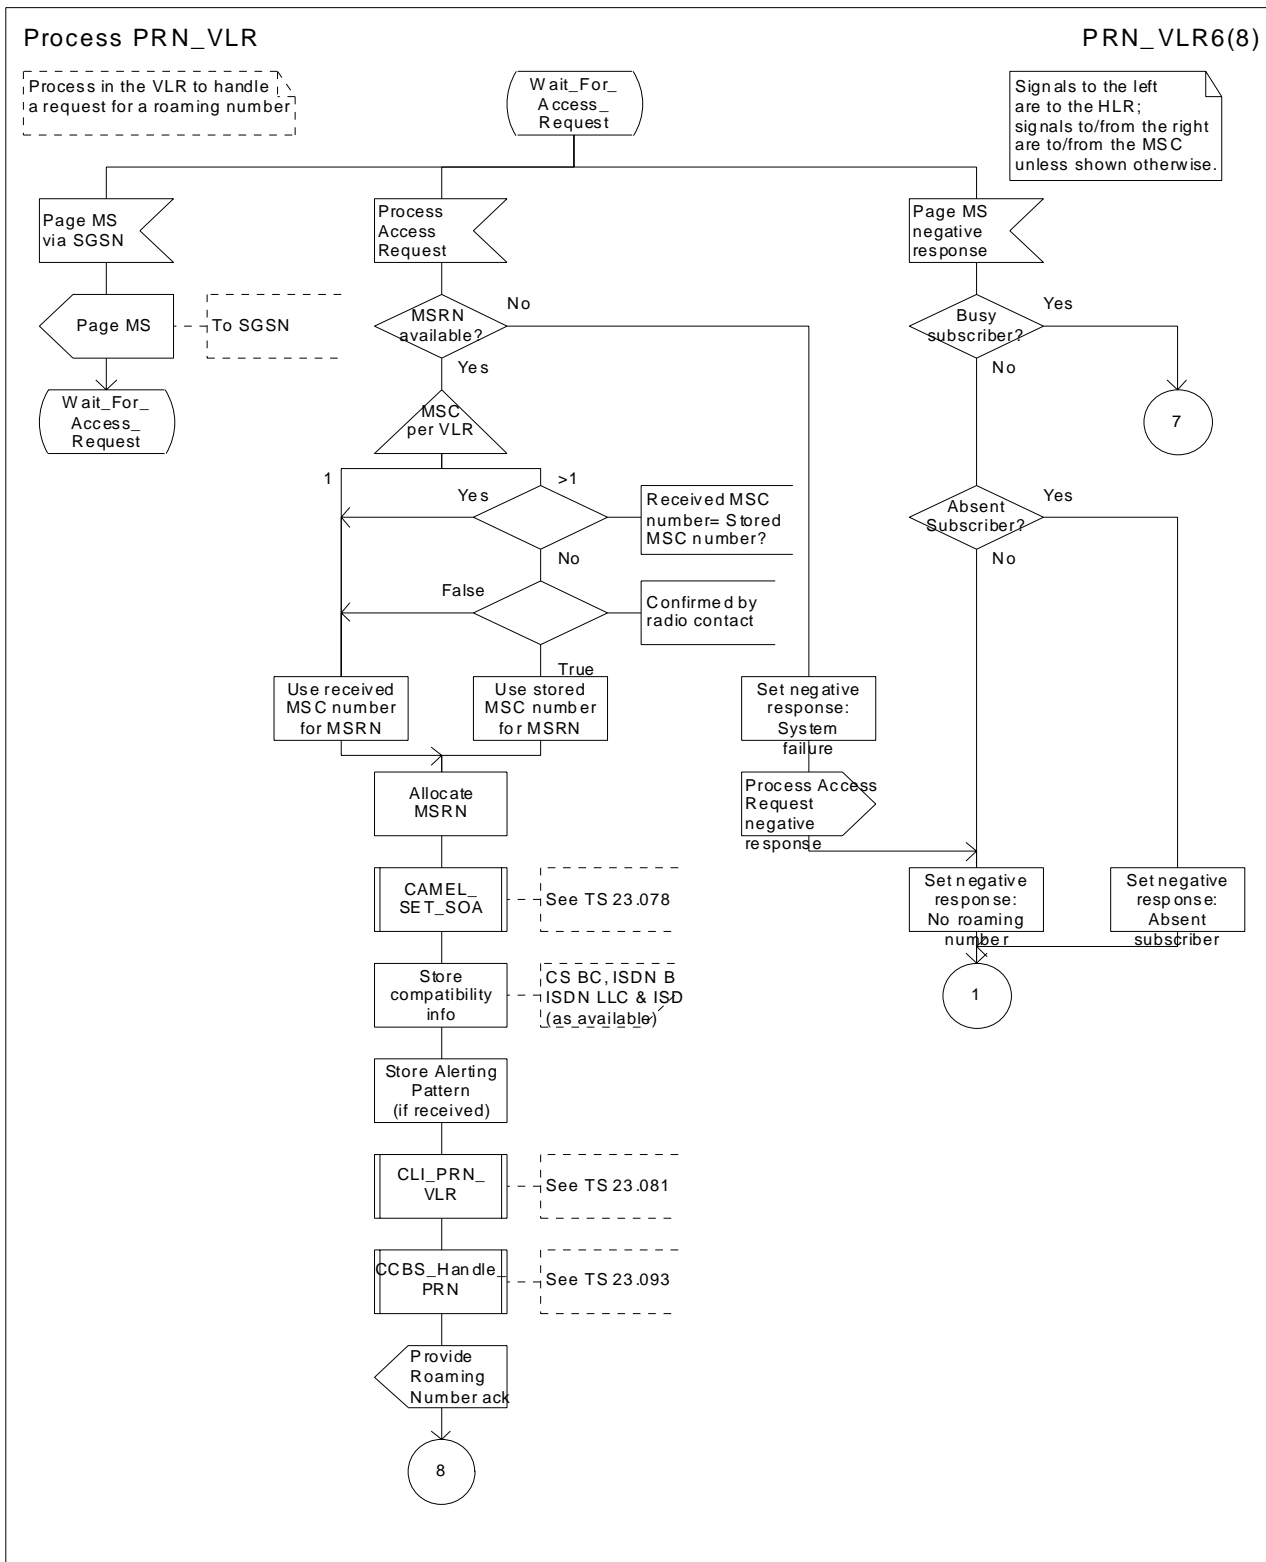 Process PRN_VLR
PRN_VLR6(8)
Process in the VLR to handle
a request for a roaming number
Wait_For_
Access_
Request
Signals to the left
are to the HLR;
signals to/from the right
are to/from the MSC
unless shown otherwise.
Page MS
via SGSN
Process
Access
Request
Page MS
negative
response
Page MS
To SGSN
MSRN
available?
No
Yes
Busy
subscriber?
Yes
No
Wait_For_
Access_
Request
MSC
per VLR
7
1
>1
Yes
Received MSC
number= Stored
MSC number?
No
Absent
Subscriber?
Yes
No
False
Confirmed by
radio contact
True
Use received
MSC number
for MSRN
Use stored
MSC number
for MSRN
Set negative
response:
System
failure
Allocate
MSRN
Process Access
Request
negative
response
CAMEL_
SET_SOA
See TS 23.078
Set negative
response:
No roaming
number
Set negative
response:
Absent
subscriber
Store
compatibility
info
CS BC, ISDN B
ISDN LLC & ISD
(as available)
1
Store Alerting
Pattern
(if received)
CLI_PRN_
VLR
See TS 23.081
CCBS_Handle_
PRN
See TS 23.093
Provide
Roaming
Number ack
8